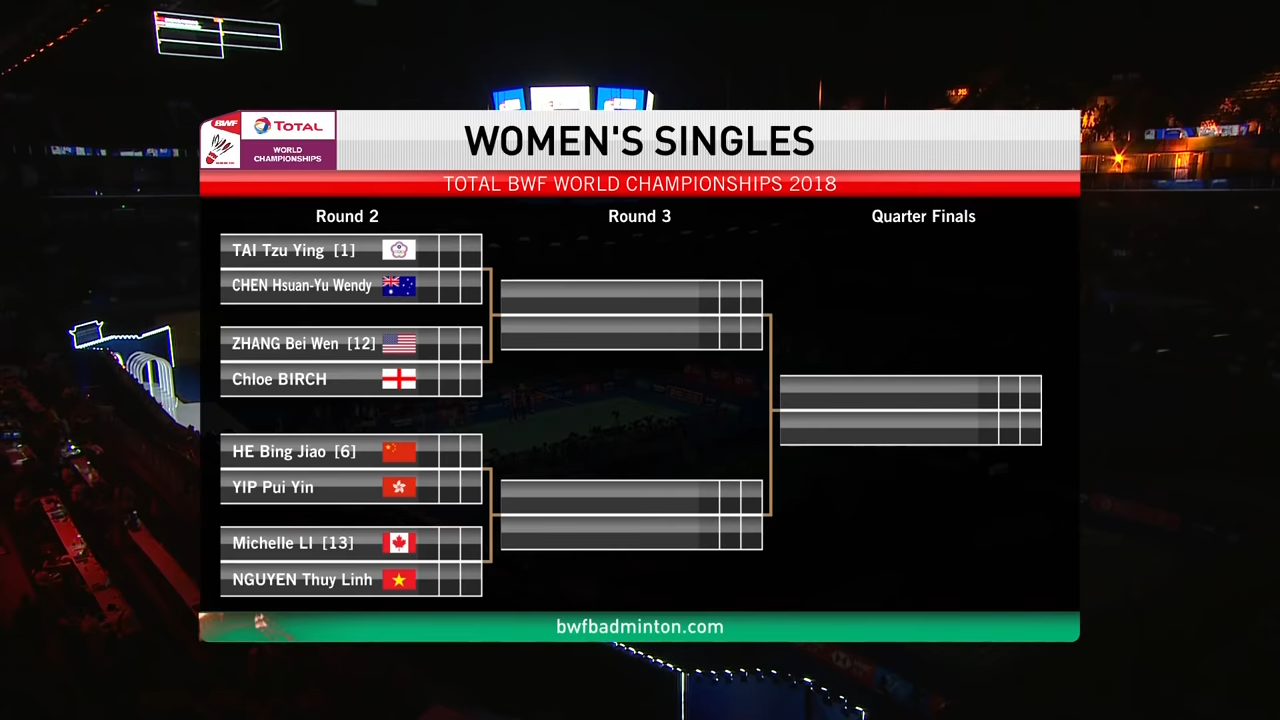 BWF
TOTAL
WORLD
CHAMPIONSHIPS
WOMEN'S SINGLES
TOTAL BWF WORLD CHAMPIONSHIPS 2018
Round 2
Round 3
Quarter Finals
TAI Tzu Ying [1]
CHEN Hsuan-Yu Wendy
ZHANG Bei Wen [12]
Chloe BIRCH
HE Bing Jiao [6]
YIP Pui Yin
Michelle LI [13]
NGUYEN Thuy Linh
bwfbadminton.com